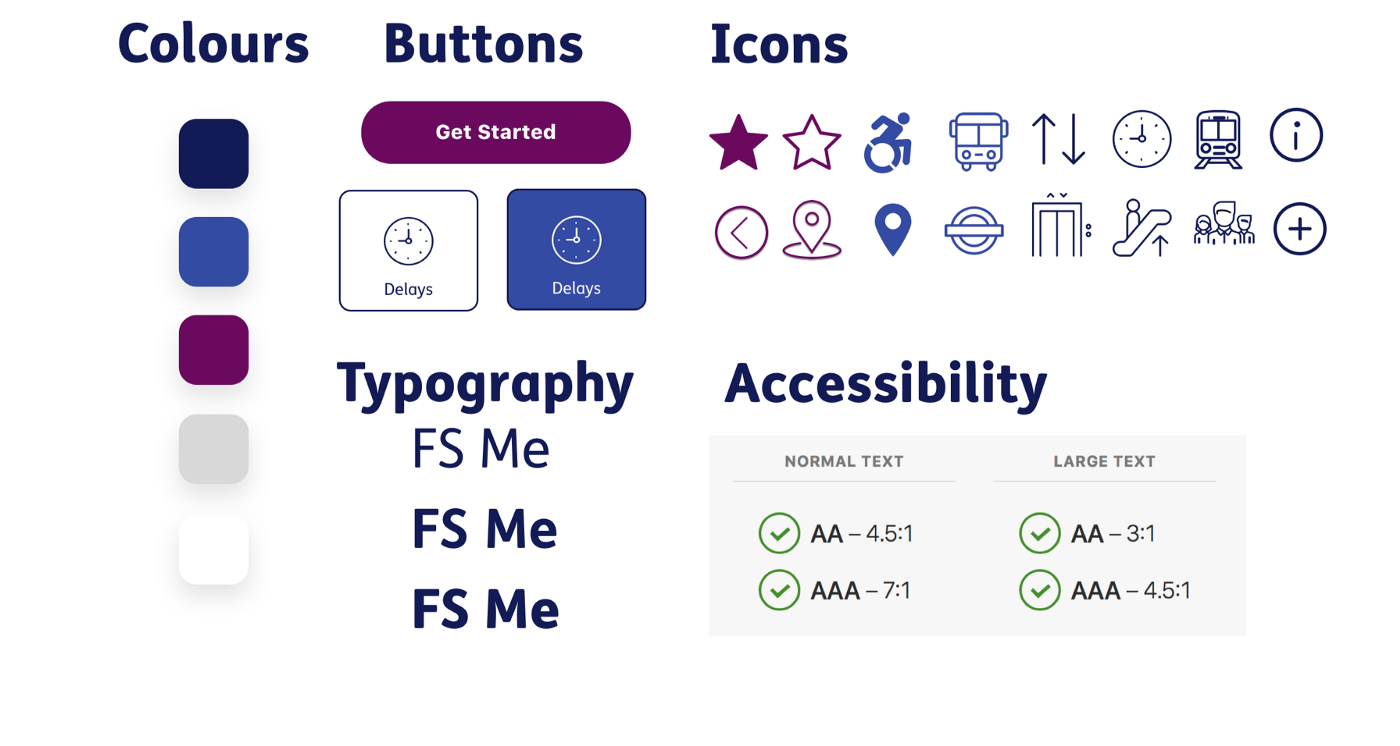 Colours
Buttons
Get Started
Delays
Delays
Icons
Typography
FS Me
FS Me
FS Me
Accessibility
NORMAL TEXT
AA – 4.5:1
AAA – 7:1
LARGE TEXT
AA – 3:1
AAA – 4.5:1